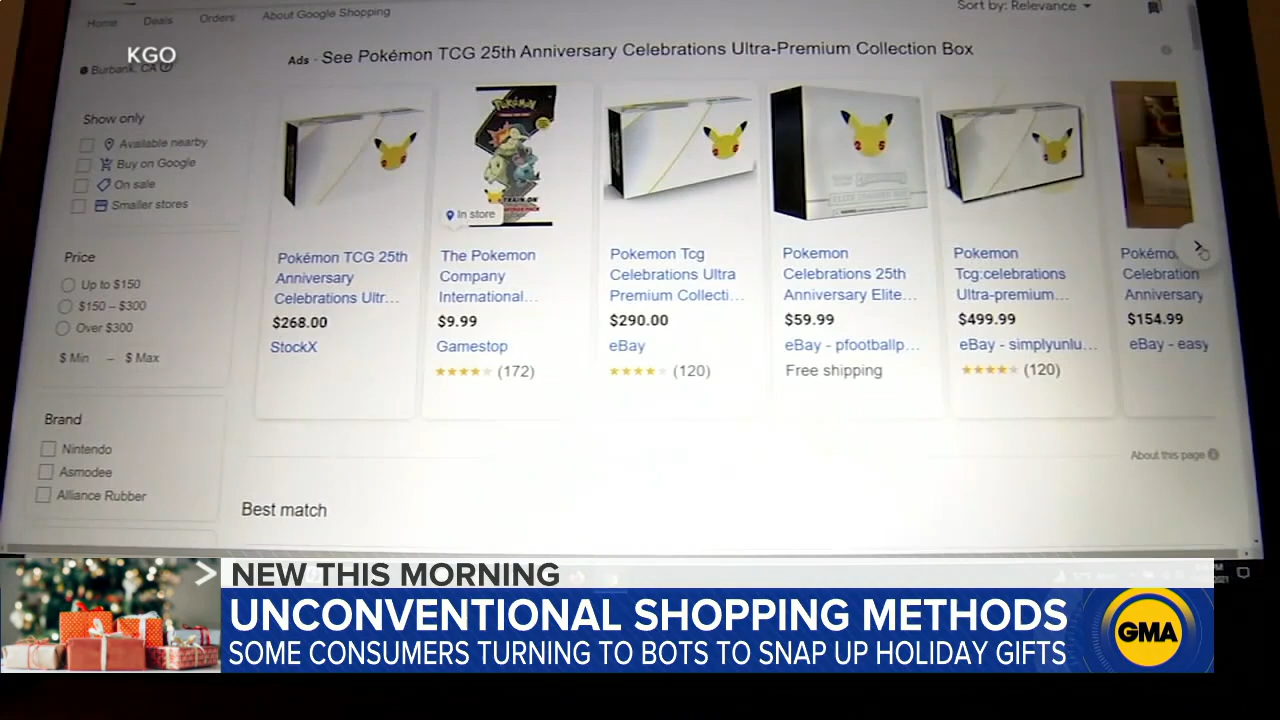 Home Deals Orders About Google Shopping
Sort by: Relevance
KGO
Burbank, CA
Ads · See Pokémon TCG 25th Anniversary Celebrations Ultra-Premium Collection Box
Show only
Available nearby
Buy on Google
On sale
Smaller stores
Price
Up to $150
$150 – $300
Over $300
$ Min – $ Max
Brand
Nintendo
Asmodee
Alliance Rubber
Pokémon
In store
Pokémon TCG 25th
Anniversary
Celebrations Ultr...
$268.00
StockX
The Pokemon
Company
International...
$9.99
Gamestop
(172)
Pokemon Tcg
Celebrations Ultra
Premium Collecti...
$290.00
eBay
(120)
Pokemon
Celebrations 25th
Anniversary Elite...
$59.99
eBay - pfootballp...
Free shipping
Pokemon
Tcg:celebrations
Ultra-premium...
$499.99
eBay - simplyunlu...
(120)
Pokémo
Celebration
Anniversary
$154.99
eBay - easy
About this page
Best match
NEW THIS MORNING
UNCONVENTIONAL SHOPPING METHODS
SOME CONSUMERS TURNING TO BOTS TO SNAP UP HOLIDAY GIFTS
GMA